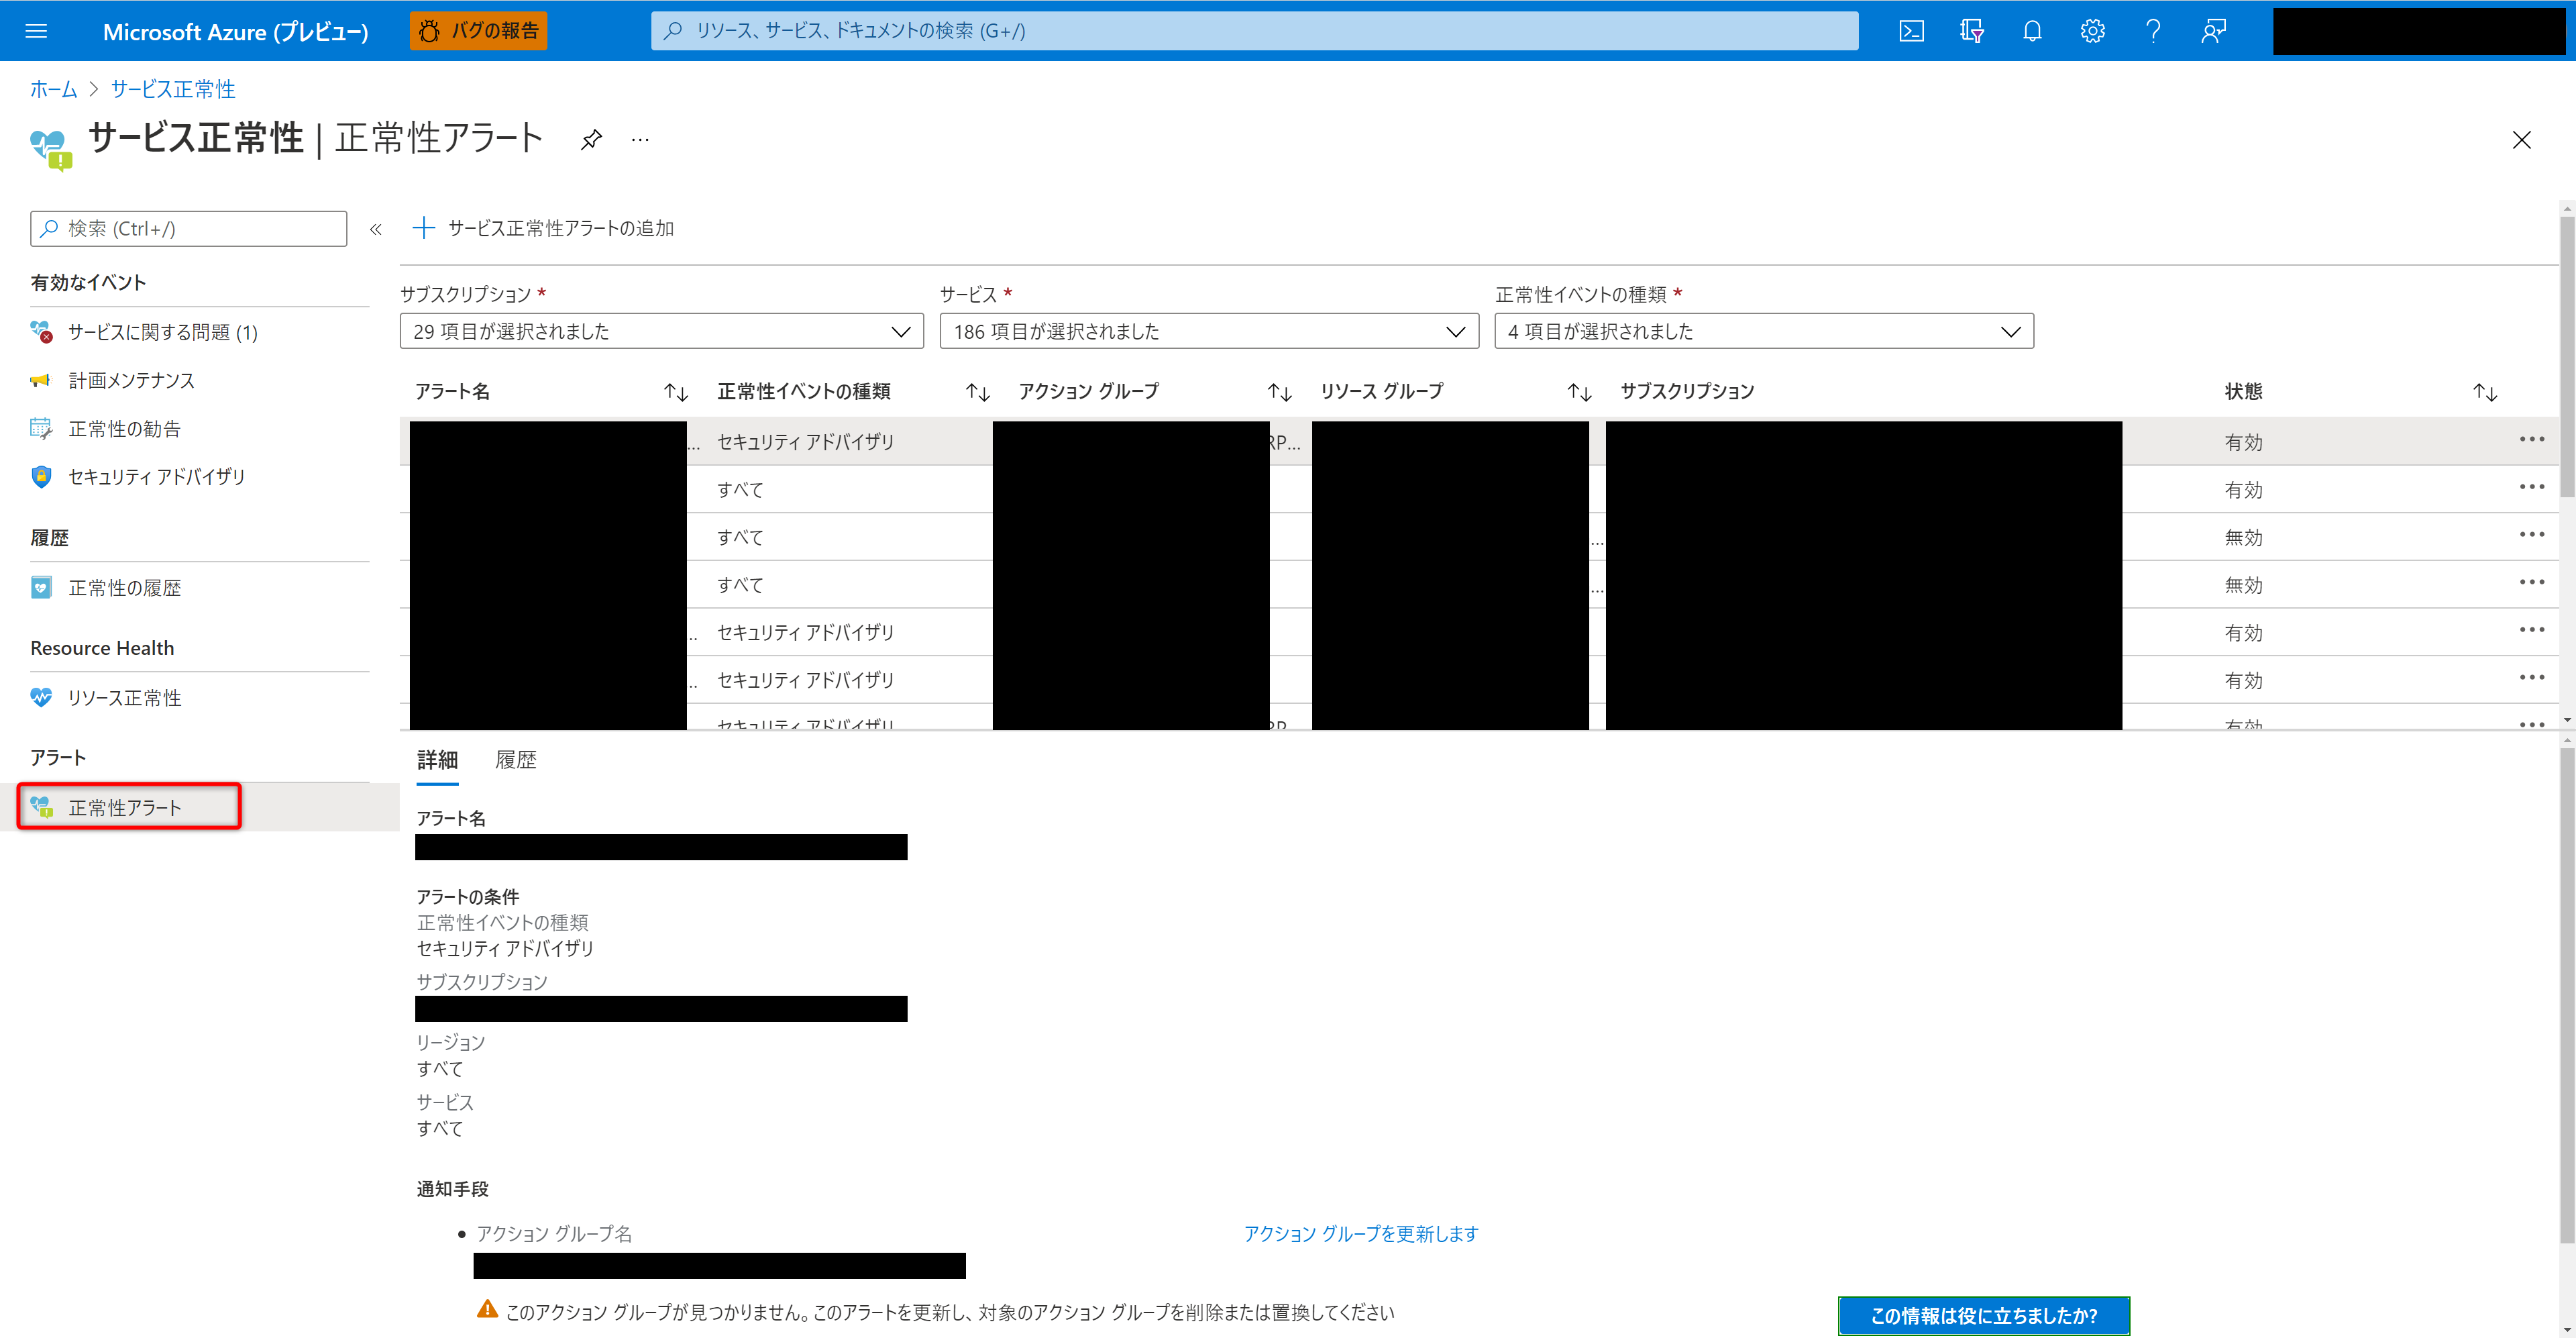 Microsoft Azure (プレビュー)
バグの報告
リソース、サービス、ドキュメントの検索 (G+/)
ホーム > サービス正常性
サービス正常性 | 正常性アラート
検索 (Ctrl+/)
サービス正常性アラートの追加
有効なイベント
サービスに関する問題 (1)
計画メンテナンス
正常性の勧告
セキュリティ アドバイザリ
履歴
正常性の履歴
Resource Health
リソース正常性
アラート
正常性アラート
サブスクリプション *
サービス *
正常性イベントの種類 *
29 項目が選択されました
186 項目が選択されました
4 項目が選択されました
アラート名 正常性イベントの種類 アクション グループ リソース グループ サブスクリプション 状態
... セキュリティ アドバイザリ RP... 有効
すべて 有効
すべて ... 無効
すべて ... 無効
.. セキュリティ アドバイザリ 有効
.. セキュリティ アドバイザリ 有効
セキュリティ アドバイザリ RP 有効
詳細 履歴
アラート名
アラートの条件
正常性イベントの種類
セキュリティ アドバイザリ
サブスクリプション
リージョン
すべて
サービス
すべて
通知手段
• アクション グループ名
アクション グループを更新します
このアクション グループが見つかりません。このアラートを更新し、対象のアクション グループを削除または置換してください
この情報は役に立ちましたか?